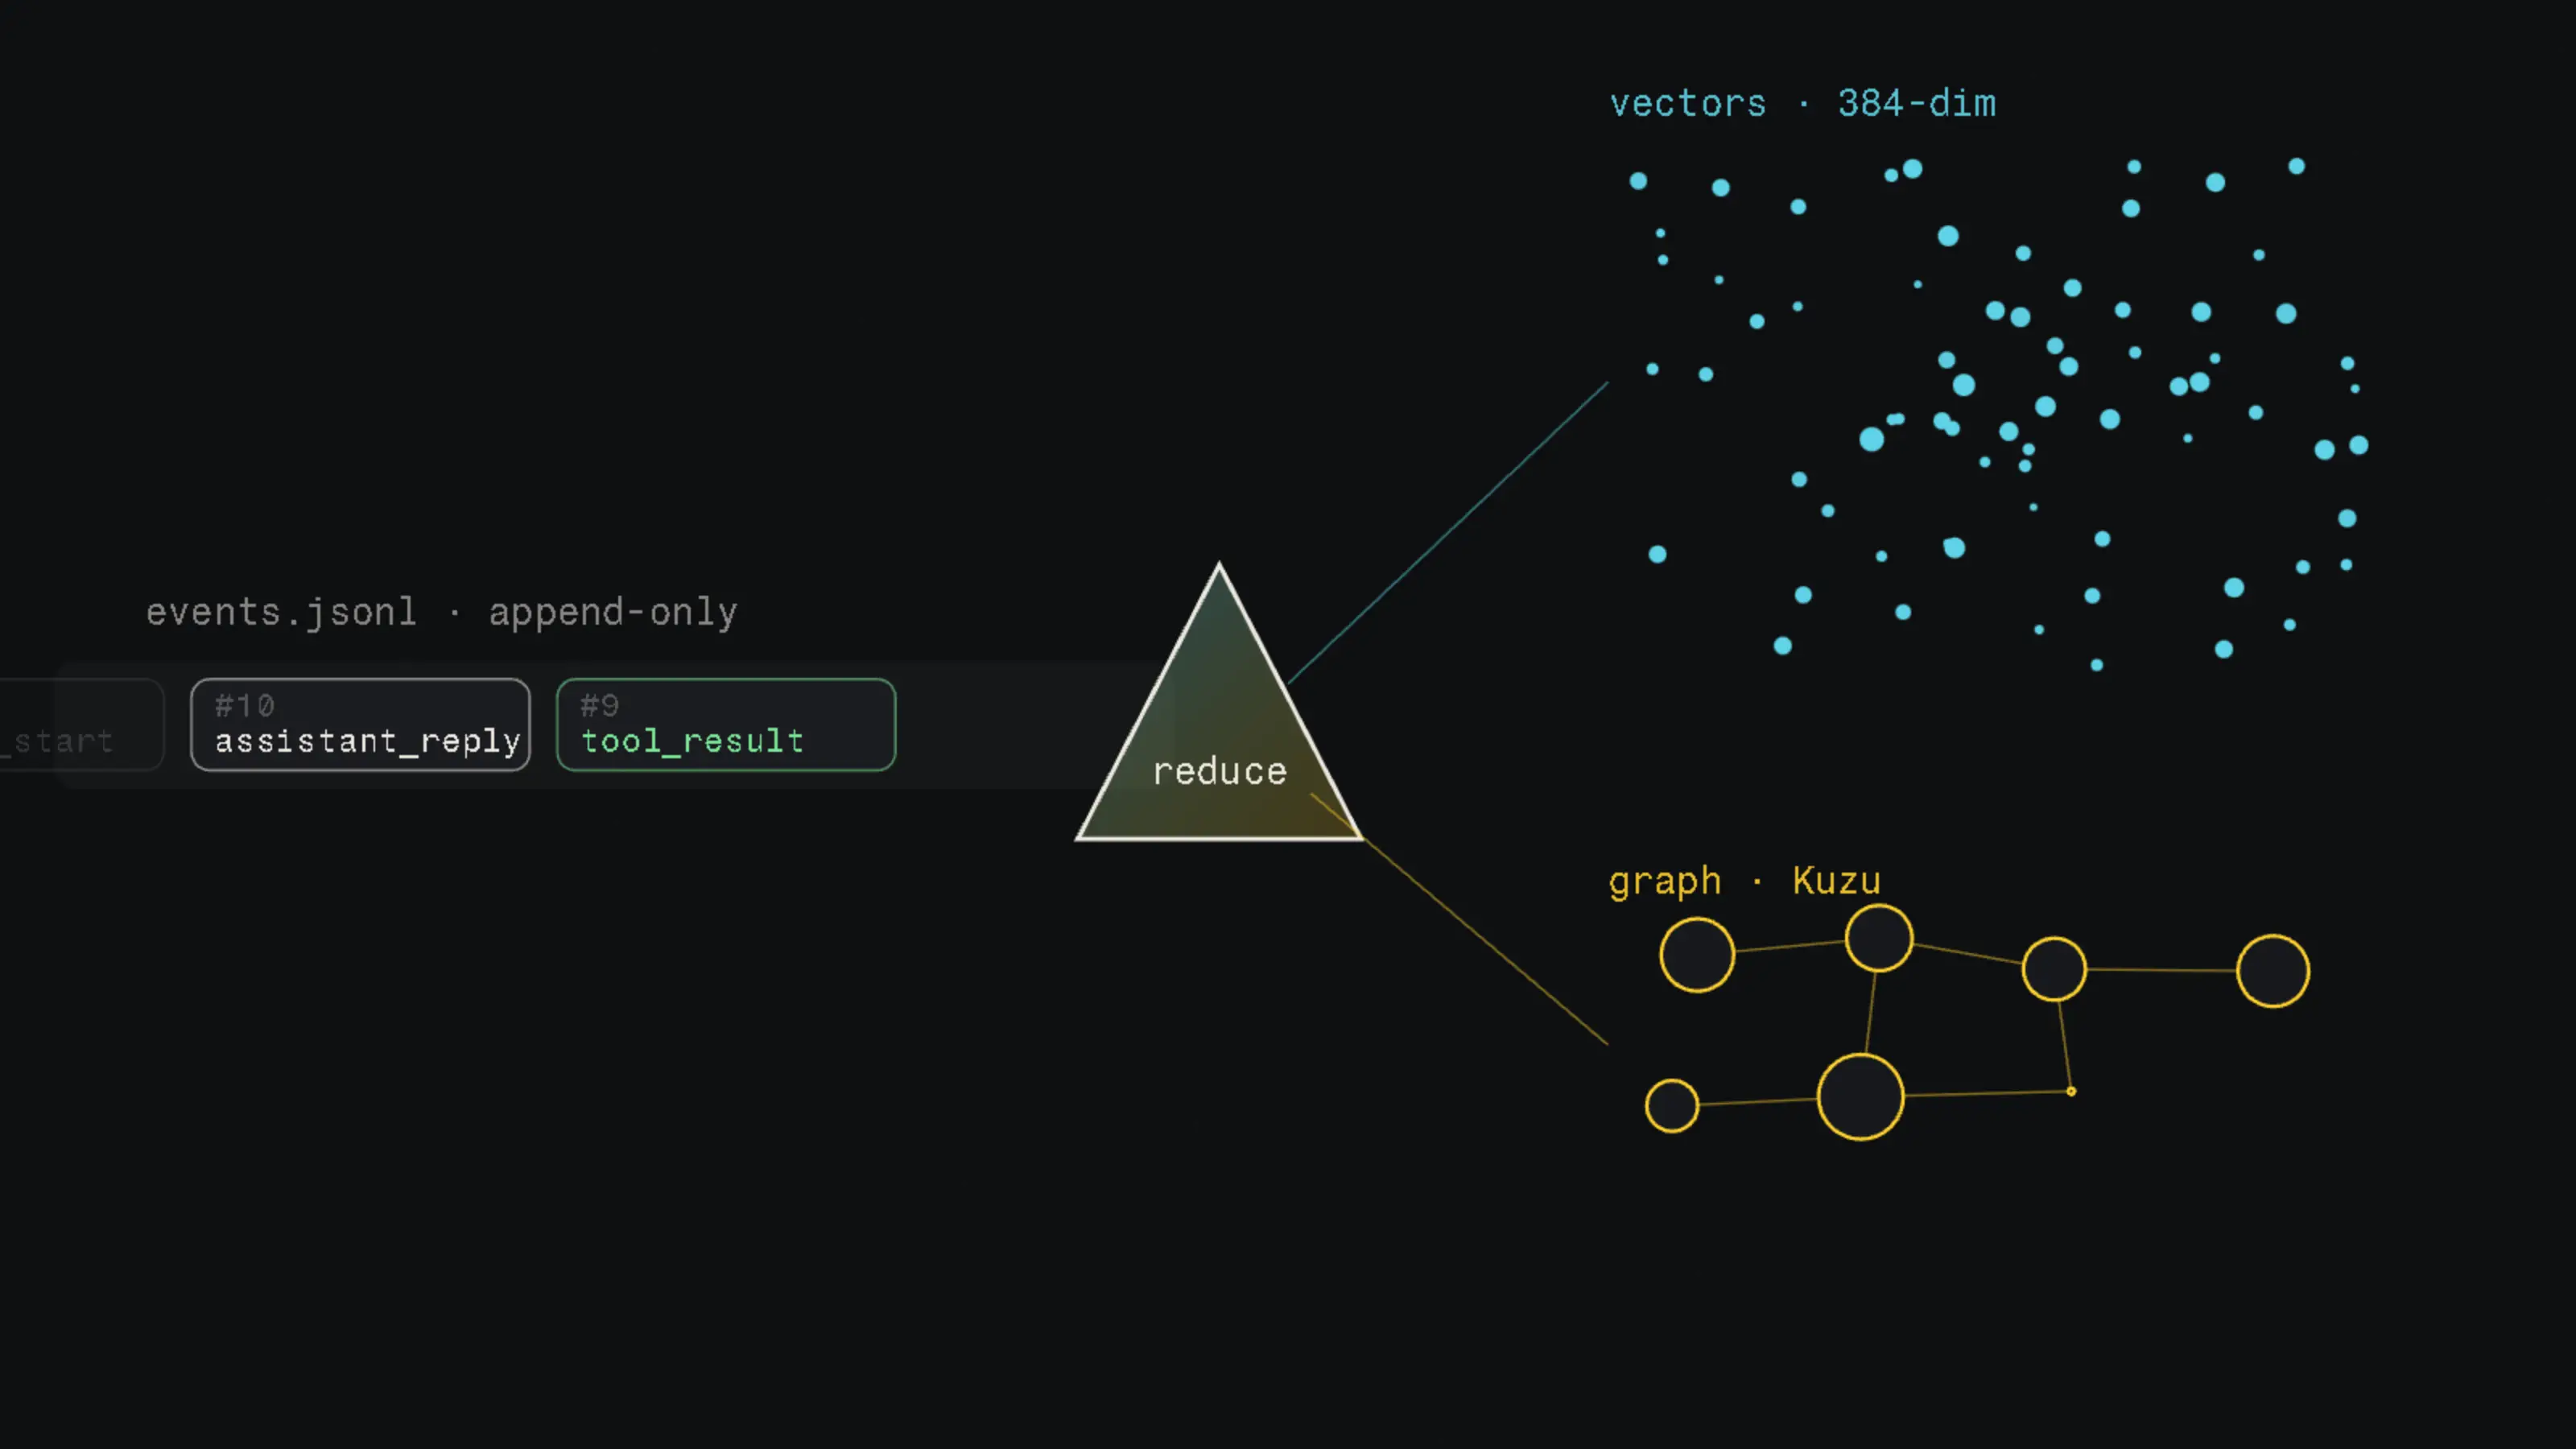 vectors · 384-dim
events.jsonl · append-only
_start
#10
assistant_reply
#9
tool_result
reduce
graph · Kuzu